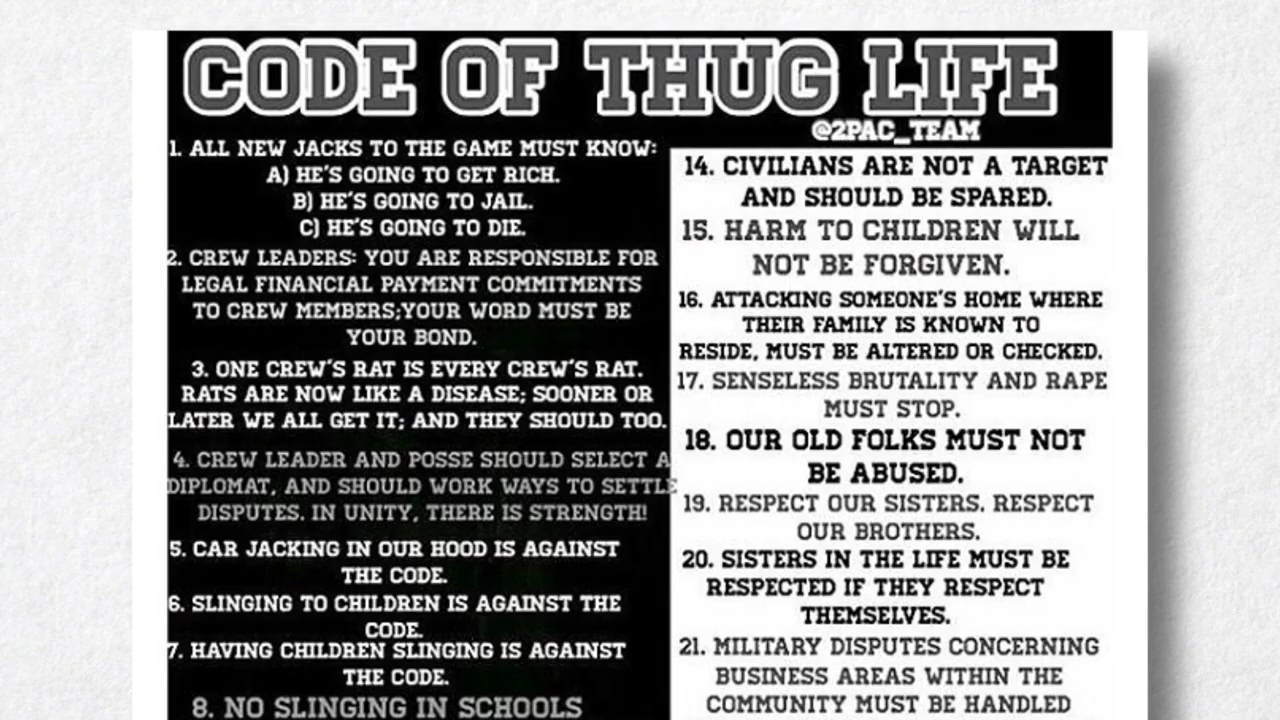 CODE OF THUG LIFE
@2PAC_TEAM
1. ALL NEW JACKS TO THE GAME MUST KNOW:
A) HE'S GOING TO GET RICH.
B) HE'S GOING TO JAIL.
C) HE'S GOING TO DIE.
2. CREW LEADERS: YOU ARE RESPONSIBLE FOR
LEGAL FINANCIAL PAYMENT COMMITMENTS
TO CREW MEMBERS;YOUR WORD MUST BE
YOUR BOND.
3. ONE CREW'S RAT IS EVERY CREW'S RAT.
RATS ARE NOW LIKE A DISEASE; SOONER OR
LATER WE ALL GET IT; AND THEY SHOULD TOO.
4. CREW LEADER AND POSSE SHOULD SELECT A
DIPLOMAT, AND SHOULD WORK WAYS TO SETTLE
DISPUTES. IN UNITY, THERE IS STRENGTH!
5. CAR JACKING IN OUR HOOD IS AGAINST
THE CODE.
6. SLINGING TO CHILDREN IS AGAINST THE
CODE.
7. HAVING CHILDREN SLINGING IS AGAINST
THE CODE.
8. NO SLINGING IN SCHOOLS
14. CIVILIANS ARE NOT A TARGET
AND SHOULD BE SPARED.
15. HARM TO CHILDREN WILL
NOT BE FORGIVEN.
16. ATTACKING SOMEONE'S HOME WHERE
THEIR FAMILY IS KNOWN TO
RESIDE, MUST BE ALTERED OR CHECKED.
17. SENSELESS BRUTALITY AND RAPE
MUST STOP.
18. OUR OLD FOLKS MUST NOT
BE ABUSED.
19. RESPECT OUR SISTERS. RESPECT
OUR BROTHERS.
20. SISTERS IN THE LIFE MUST BE
RESPECTED IF THEY RESPECT
THEMSELVES.
21. MILITARY DISPUTES CONCERNING
BUSINESS AREAS WITHIN THE
COMMUNITY MUST BE HANDLED